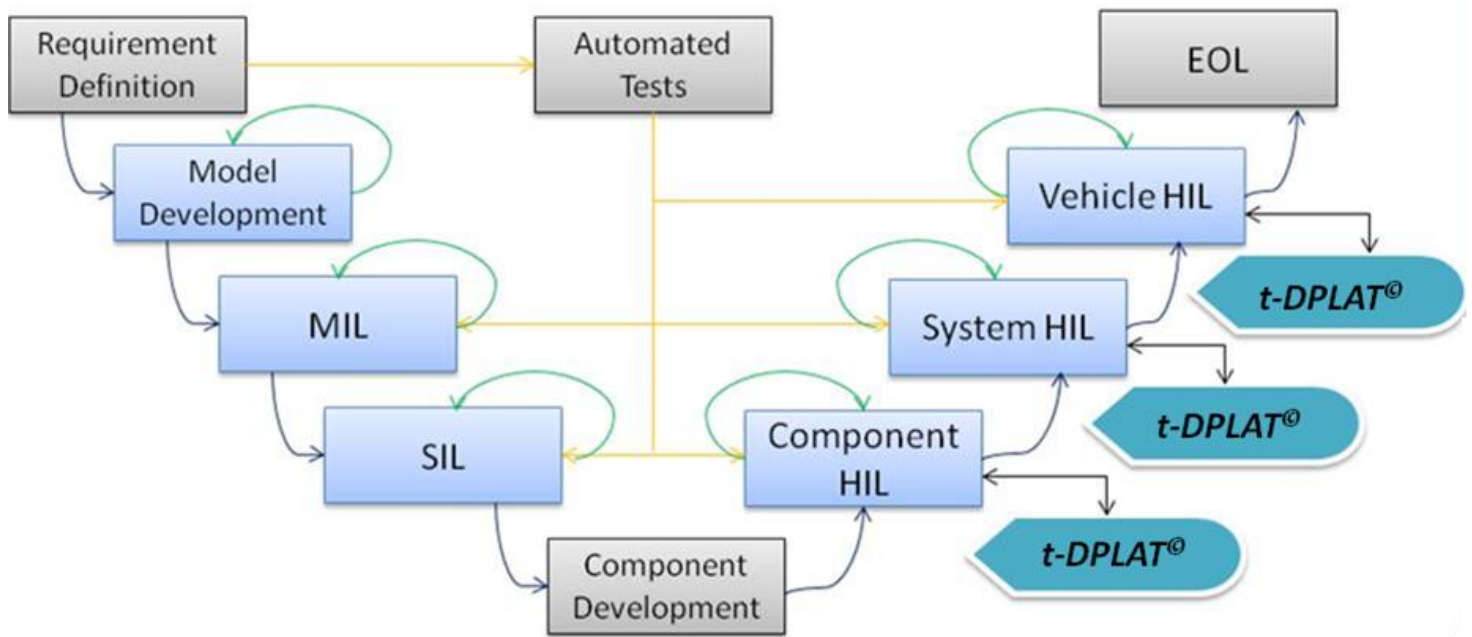 Requirement
Definition
Automated
Tests
EOL
Model
Development
Vehicle HIL
t-DPLAT©
MIL
System HIL
t-DPLAT©
SIL
Component
HIL
t-DPLAT©
Component
Development